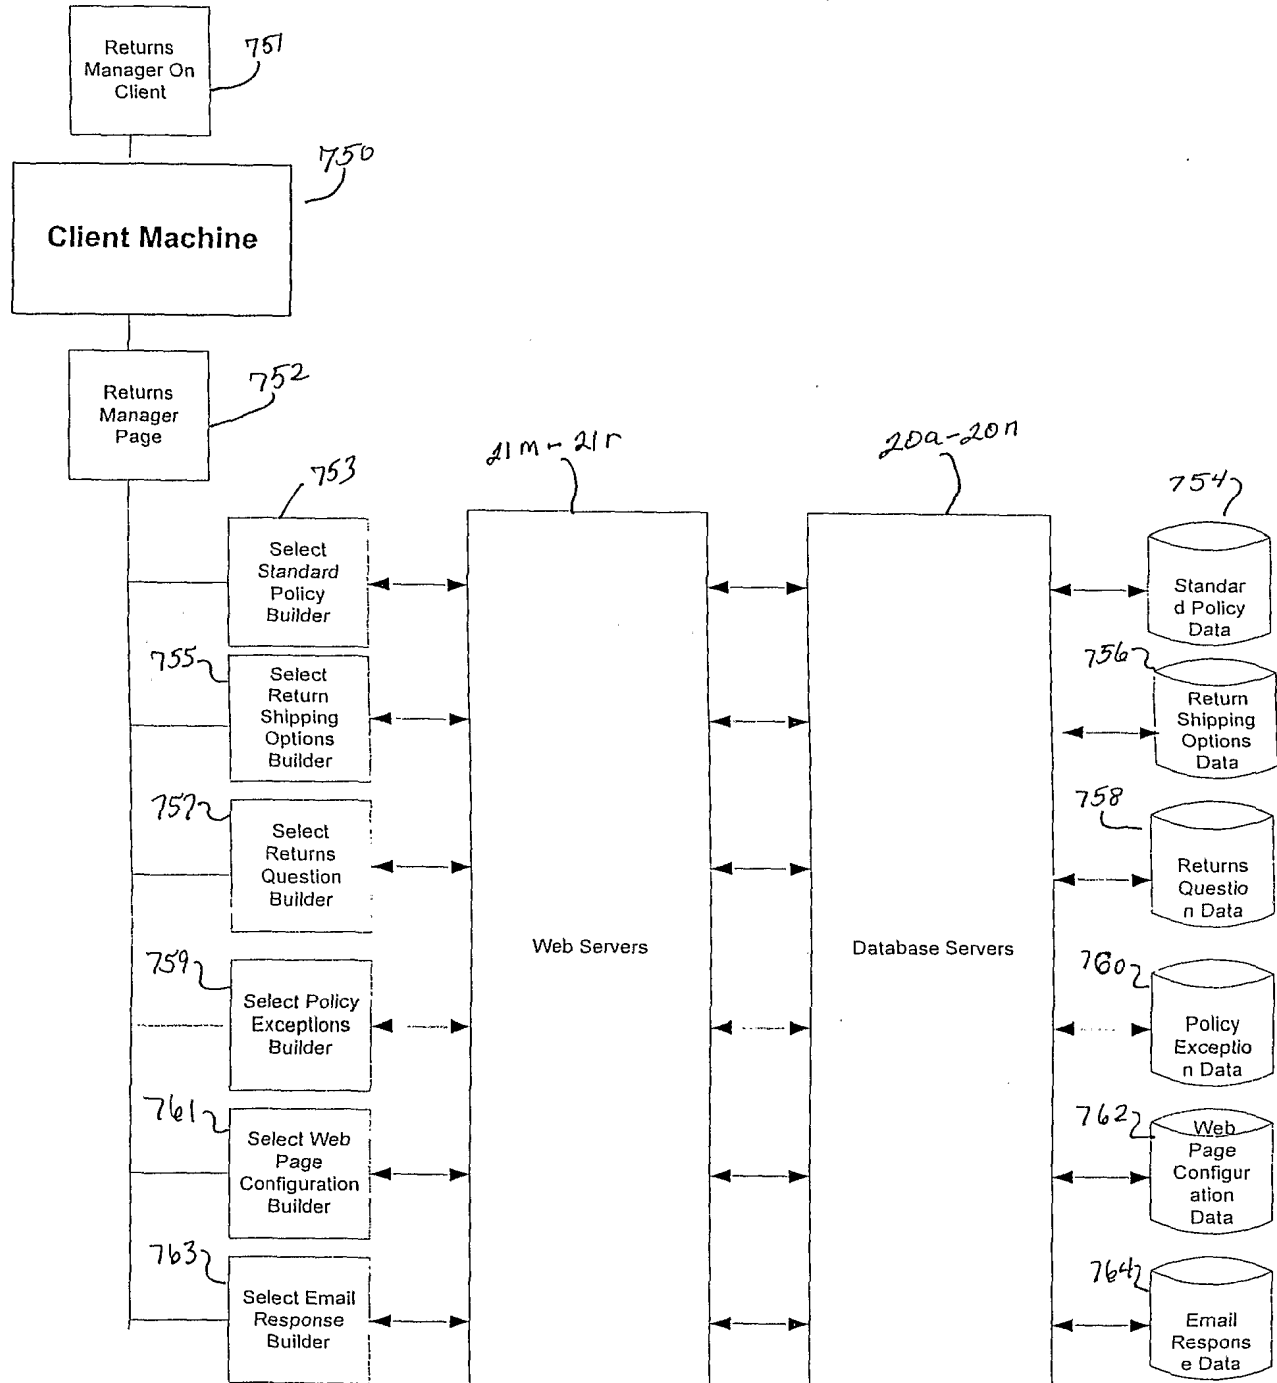 Returns
Manager On
Client
751
750
Client Machine
Returns
Manager
Page
752
753
21m-21r
20a-20n
754
Select
Standard
Policy
Builder
Standar
d Policy
Data
755
Select
Return
Shipping
Options
Builder
756
Return
Shipping
Options Data
757
Select
Returns
Question
Builder
758
Returns
Questio
n Data
Web Servers
Database Servers
759
Select Policy
Exceptions
Builder
760
Policy
Exceptio
n Data
761
Select Web
Page
Configuration
Builder
762
Web
Page
Configur
ation
Data
763
Select Email
Response
Builder
764
Email
Respons
e Data